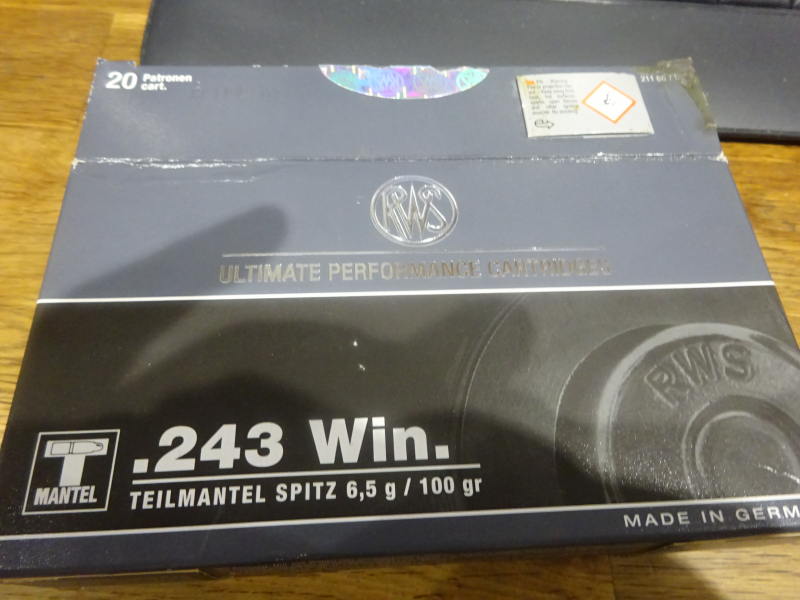 20 Patronen
cart.
RWS
ULTIMATE PERFORMANCE CARTRIDGES
RWS
T
MANTEL
.243 Win.
TEILMANTEL SPITZ 6,5 g / 100 gr
MADE IN GERM